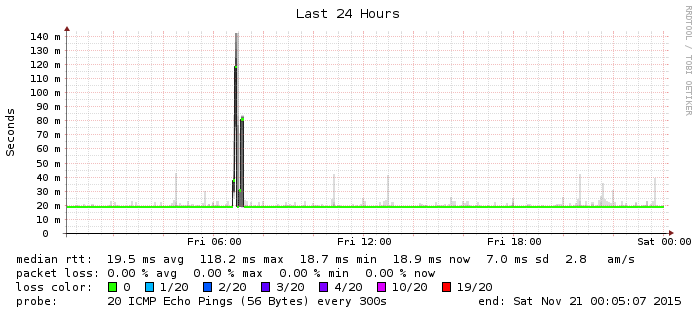 Last 24 Hours
RRDTOOL / TOBI OETIKER
Seconds
140 m
130 m
120 m
110 m
100 m
90 m
80 m
70 m
60 m
50 m
40 m
30 m
20 m
10 m
0
Fri 06:00 Fri 12:00 Fri 18:00 Sat 00:00
median rtt: 19.5 ms avg 118.2 ms max 18.7 ms min 18.9 ms now 7.0 ms sd 2.8 am/s
packet loss: 0.00 % avg 0.00 % max 0.00 % min 0.00 % now
loss color: 0 1/20 2/20 3/20 4/20 10/20 19/20
probe: 20 ICMP Echo Pings (56 Bytes) every 300s end: Sat Nov 21 00:05:07 2015